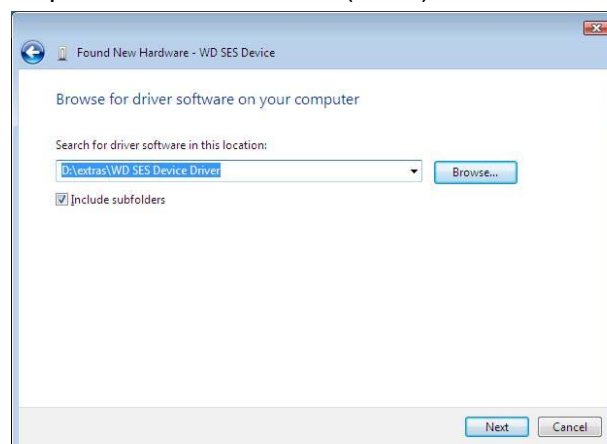 Found New Hardware - WD SES Device
Browse for driver software on your computer
Search for driver software in this location:
D:\extras\WD SES Device Driver
Browse...
Include subfolders
Next
Cancel